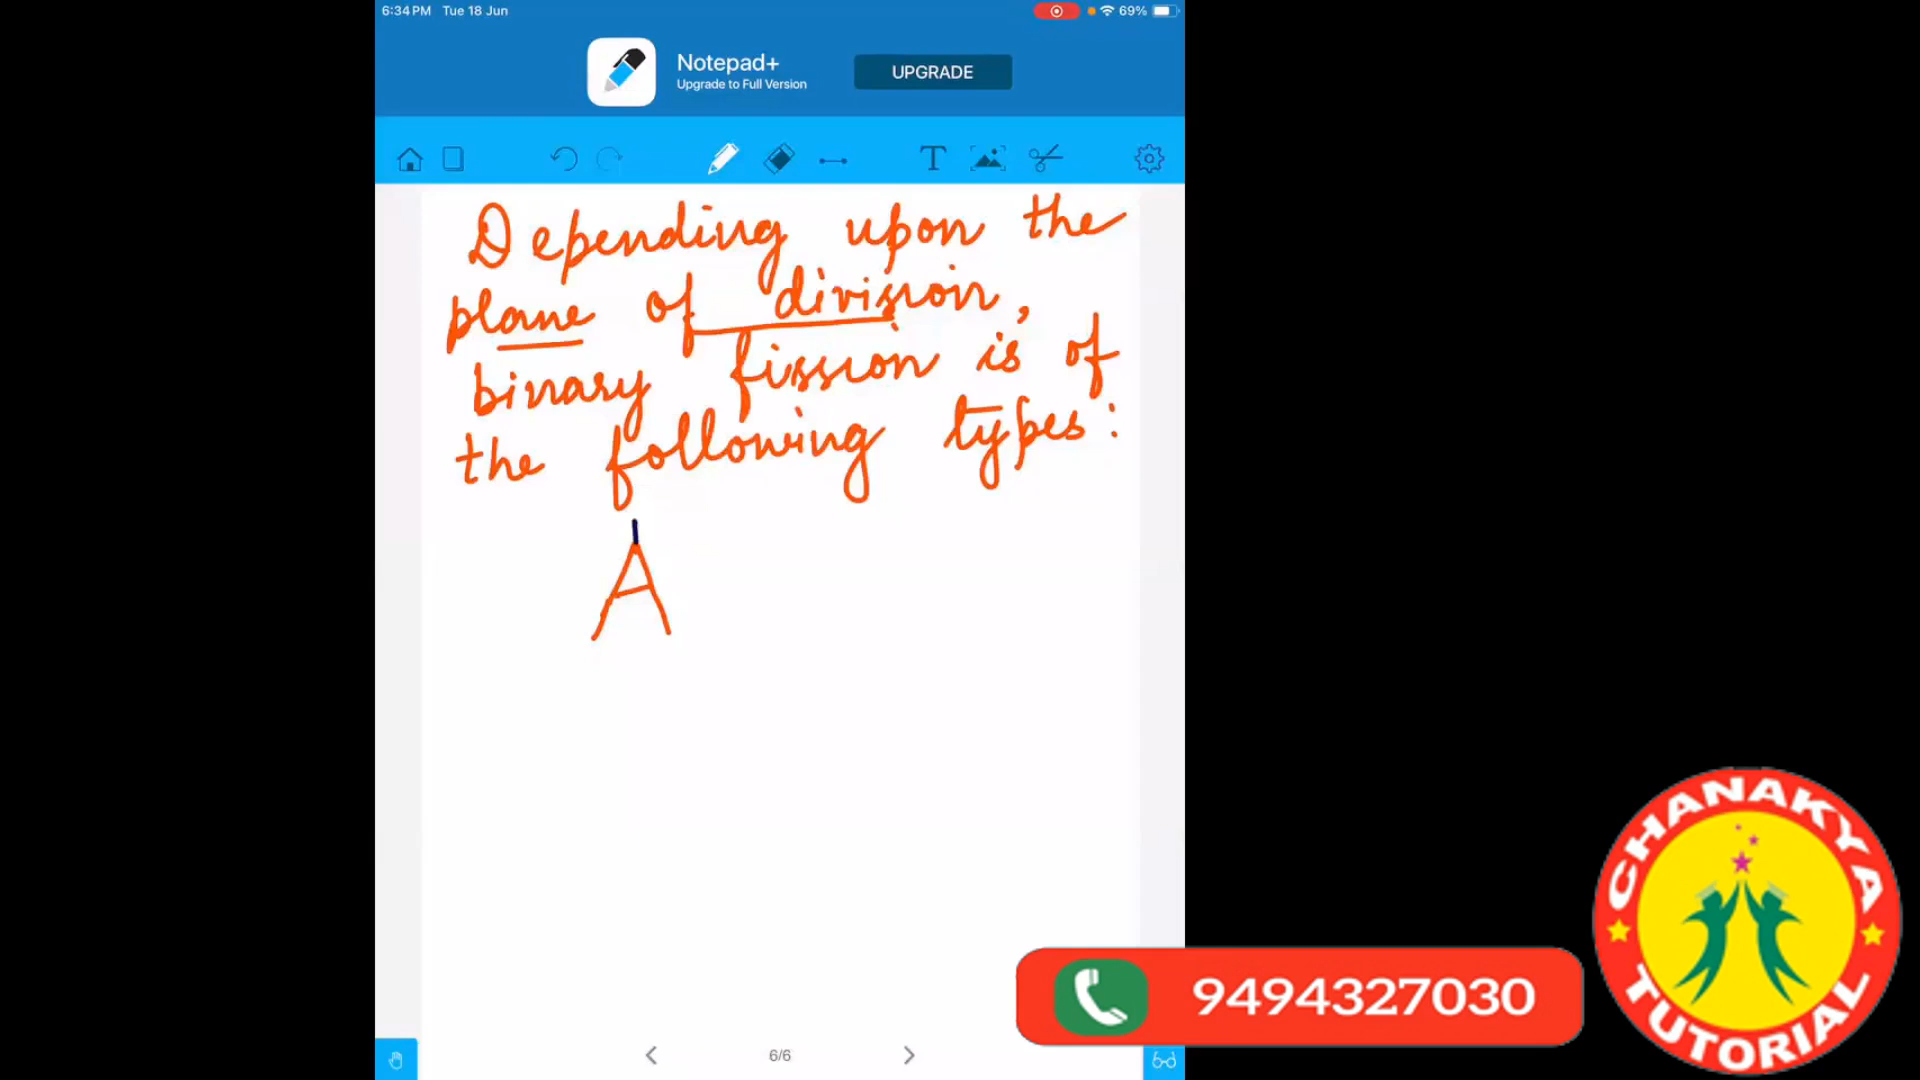 6:34 PM Tue 18 Jun
69%
Notepad+
Upgrade to Full Version
UPGRADE
T
Depending upon the
plane of division,
binary fission is of
the following types:
A
6/6
9494327030
CHANAKYA
TUTORIAL